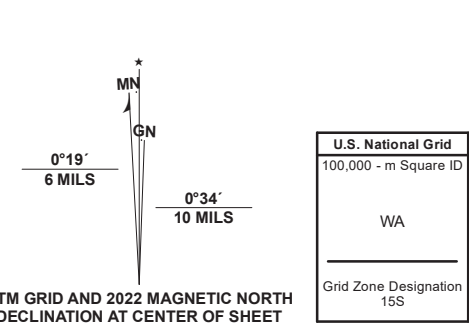 MN
GN
0°19´
6 MILS
0°34´
10 MILS
TM GRID AND 2022 MAGNETIC NORTH
DECLINATION AT CENTER OF SHEET
U.S. National Grid
100,000 - m Square ID
WA
Grid Zone Designation
15S